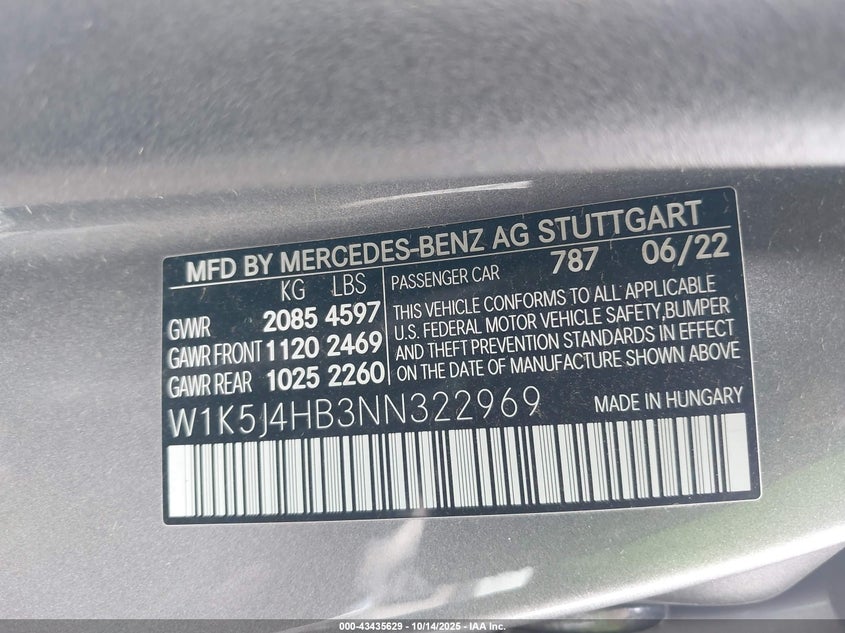 MFD BY MERCEDES-BENZ AG STUTTGART
KG LBS
GWR 2085 4597
GAWR FRONT 1120 2469
GAWR REAR 1025 2260
PASSENGER CAR 787 06/22
THIS VEHICLE CONFORMS TO ALL APPLICABLE
U.S. FEDERAL MOTOR VEHICLE SAFETY,BUMPER
AND THEFT PREVENTION STANDARDS IN EFFECT
ON THE DATE OF MANUFACTURE SHOWN ABOVE
W1K5J4HB3NN322969
MADE IN HUNGARY
000-43435629 - 10/14/2025 - IAA Inc.